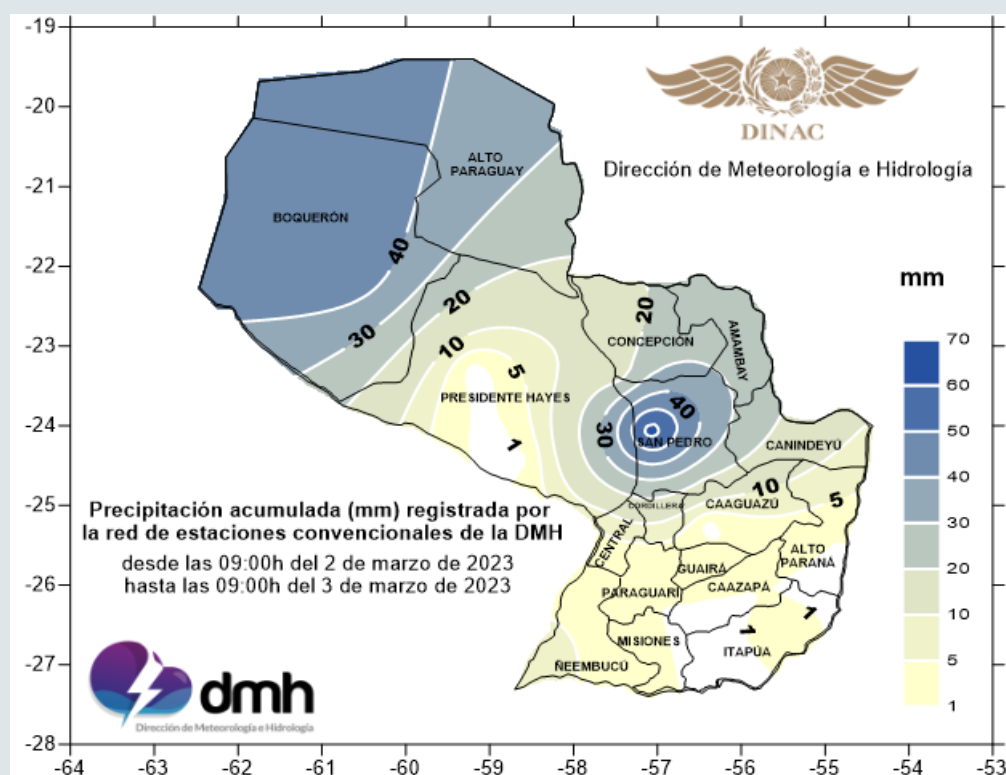 -19
-20
-21
-22
-23
-24
-25
-26
-27
-28
-64
-63
-62
-61
-60
-59
-58
-57
-56
-55
-54
-53
DINAC
Dirección de Meteorología e Hidrología
ALTO
PARAGUAY
BOQUERÓN
40
30
20
10
5
1
PRESIDENTE HAYES
20
CONCEPCIÓN
AMAMBAY
40
30
SAN PEDRO
CANINDEYÚ
10
5
CORDILLERA
CAAGUAZÚ
CENTRAL
ALTO
PARANÁ
GUAIRÁ
CAAZAPÁ
PARAGUARÍ
1
1
MISIONES
ITAPÚA
ÑEEMBUCÚ
mm
70
60
50
40
30
20
10
5
1
Precipitación acumulada (mm) registrada por
la red de estaciones convencionales de la DMH
desde las 09:00h del 2 de marzo de 2023
hasta las 09:00h del 3 de marzo de 2023
dmh
Dirección de Meteorología e Hidrología